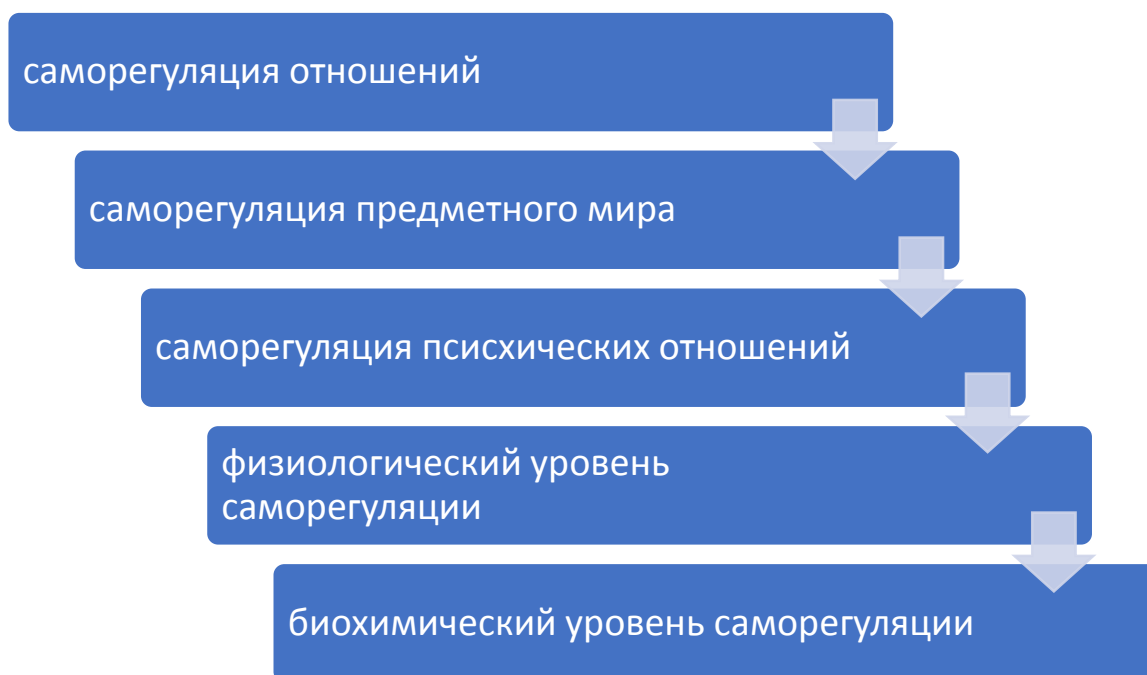 саморегуляция отношений
саморегуляция предметного мира
саморегуляция псисхических отношений
физиологический уровень
саморегуляции
биохимический уровень саморегуляции